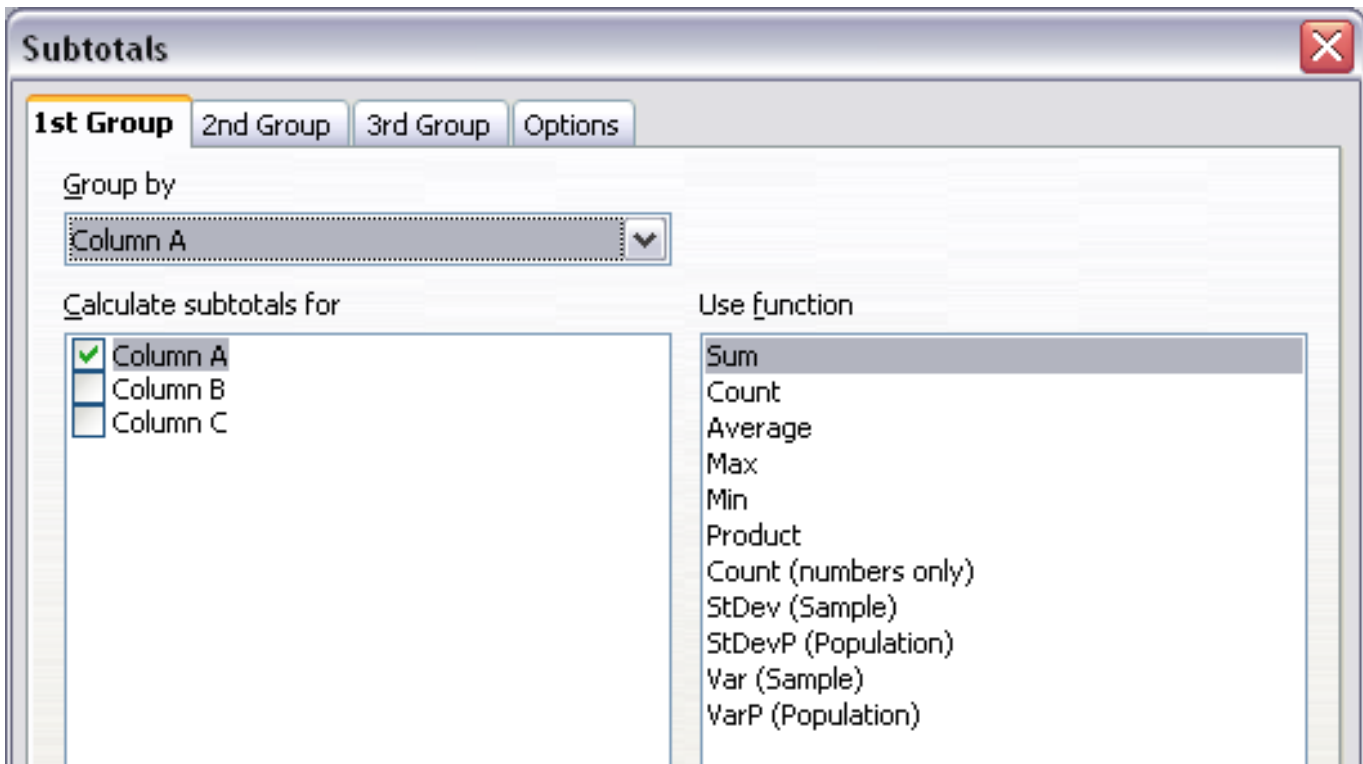 Subtotals
1st Group 2nd Group 3rd Group Options
Group by
Column A
Calculate subtotals for
Column A
Column B
Column C
Use function
Sum
Count
Average
Max
Min
Product
Count (numbers only)
StDev (Sample)
StDevP (Population)
Var (Sample)
VarP (Population)